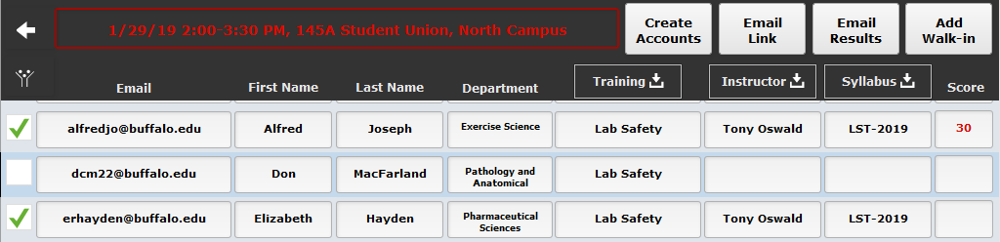 1/29/19 2:00-3:30 PM, 145A Student Union, North Campus
Create
Accounts
Email
Link
Email
Results
Add
Walk-in
Email First Name Last Name Department Training Instructor Syllabus Score
alfredjo@buffalo.edu Alfred Joseph Exercise Science Lab Safety Tony Oswald LST-2019 30
dcm22@buffalo.edu Don MacFarland Pathology and
Anatomical Lab Safety
erhayden@buffalo.edu Elizabeth Hayden Pharmaceutical
Sciences Lab Safety Tony Oswald LST-2019